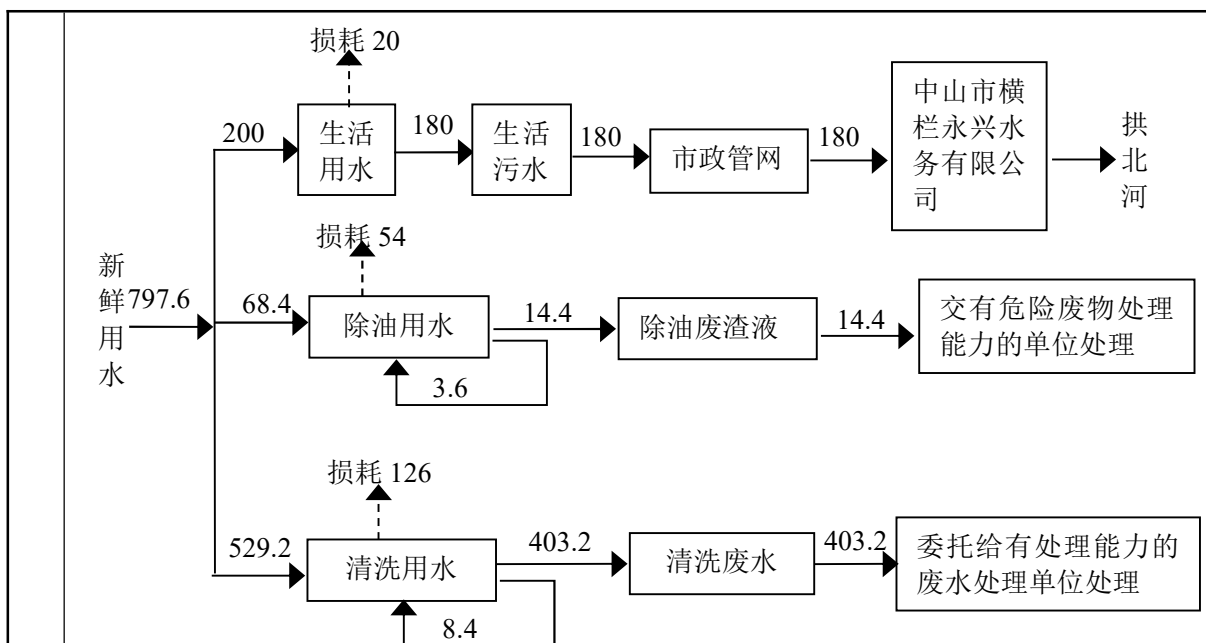 损耗 20
200
生活
用水
180
生活
污水
180
市政管网
180
中山市横
栏永兴水
务有限公
司
拱
北
河
损耗 54
新
鲜
用
水
797.6
68.4
除油用水
14.4
除油废渣液
14.4
交有危险废物处理
能力的单位处理
3.6
损耗 126
529.2
清洗用水
403.2
清洗废水
403.2
委托给有处理能力的
废水处理单位处理
8.4